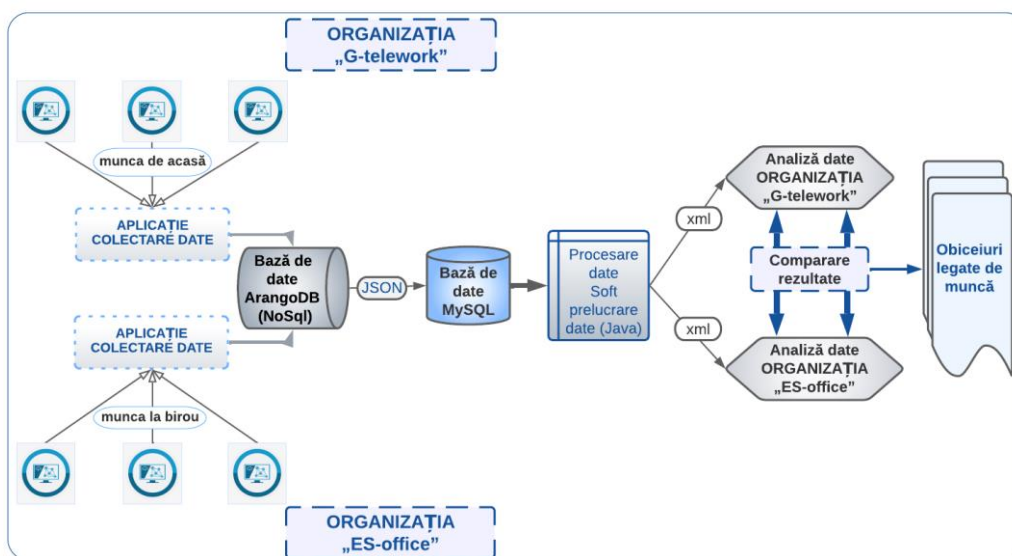 ORGANIZAȚIA
„G-telework”
munca de acasă
APLICAȚIE
COLECTARE DATE
APLICAȚIE
COLECTARE DATE
munca la birou
Bază de
date
ArangoDB
(NoSql)
JSON
Bază de
date
MySQL
Procesare
date
Soft
prelucrare
date (Java)
xml
xml
Analiză date
ORGANIZAȚIA
„G-telework”
Comparare
rezultate
Analiză date
ORGANIZAȚIA
„ES-office”
Obiceiuri
legate de
muncă
ORGANIZAȚIA
„ES-office”